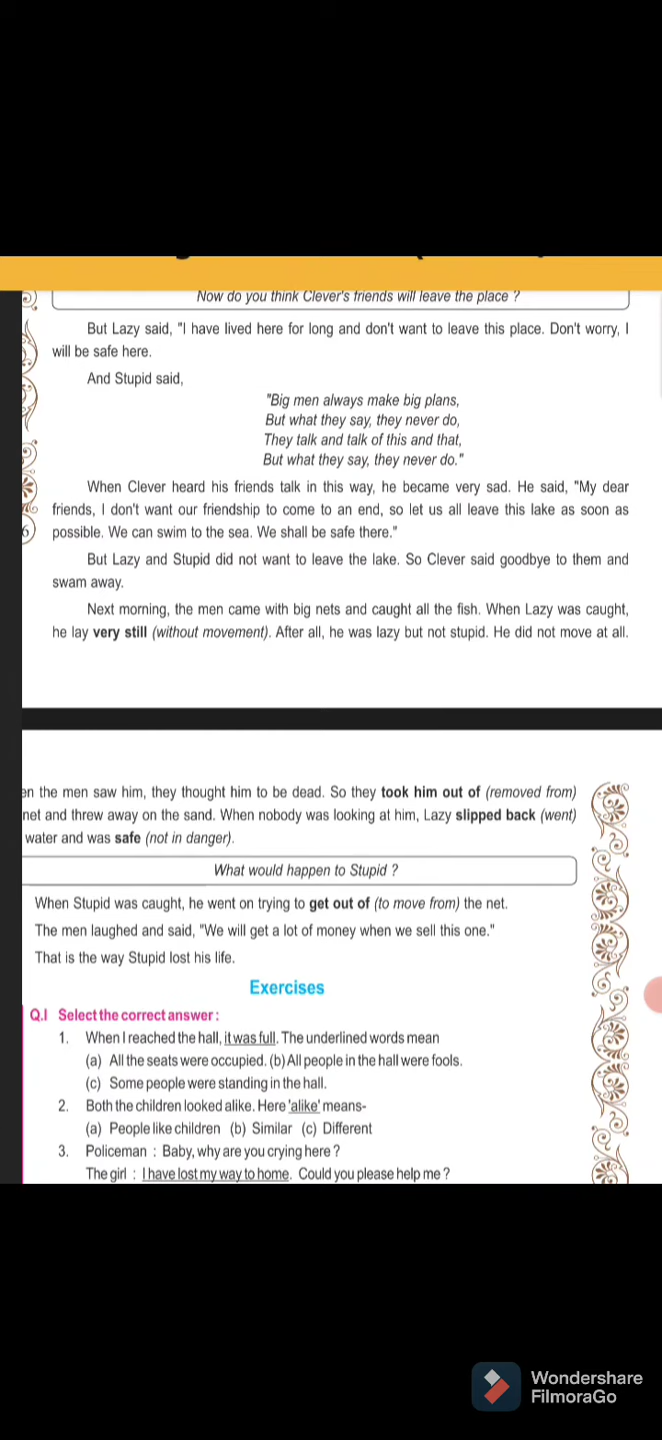 Now do you think Clever's friends will leave the place ?
But Lazy said, "I have lived here for long and don't want to leave this place. Don't worry, I
will be safe here.
And Stupid said,
"Big men always make big plans,
But what they say, they never do,
They talk and talk of this and that,
But what they say, they never do."
When Clever heard his friends talk in this way, he became very sad. He said, "My dear
friends, I don't want our friendship to come to an end, so let us all leave this lake as soon as
possible. We can swim to the sea. We shall be safe there."
But Lazy and Stupid did not want to leave the lake. So Clever said goodbye to them and
swam away.
Next morning, the men came with big nets and caught all the fish. When Lazy was caught,
he lay very still (without movement). After all, he was lazy but not stupid. He did not move at all.
en the men saw him, they thought him to be dead. So they took him out of (removed from)
net and threw away on the sand. When nobody was looking at him, Lazy slipped back (went)
water and was safe (not in danger).
What would happen to Stupid ?
When Stupid was caught, he went on trying to get out of (to move from) the net.
The men laughed and said, "We will get a lot of money when we sell this one."
That is the way Stupid lost his life.
Exercises
Q.I Select the correct answer :
1. When I reached the hall, it was full. The underlined words mean
(a) All the seats were occupied. (b) All people in the hall were fools.
(c) Some people were standing in the hall.
2. Both the children looked alike. Here 'alike' means-
(a) People like children (b) Similar (c) Different
3. Policeman : Baby, why are you crying here ?
The girl : I have lost my way to home. Could you please help me ?
Wondershare
FilmoraGo